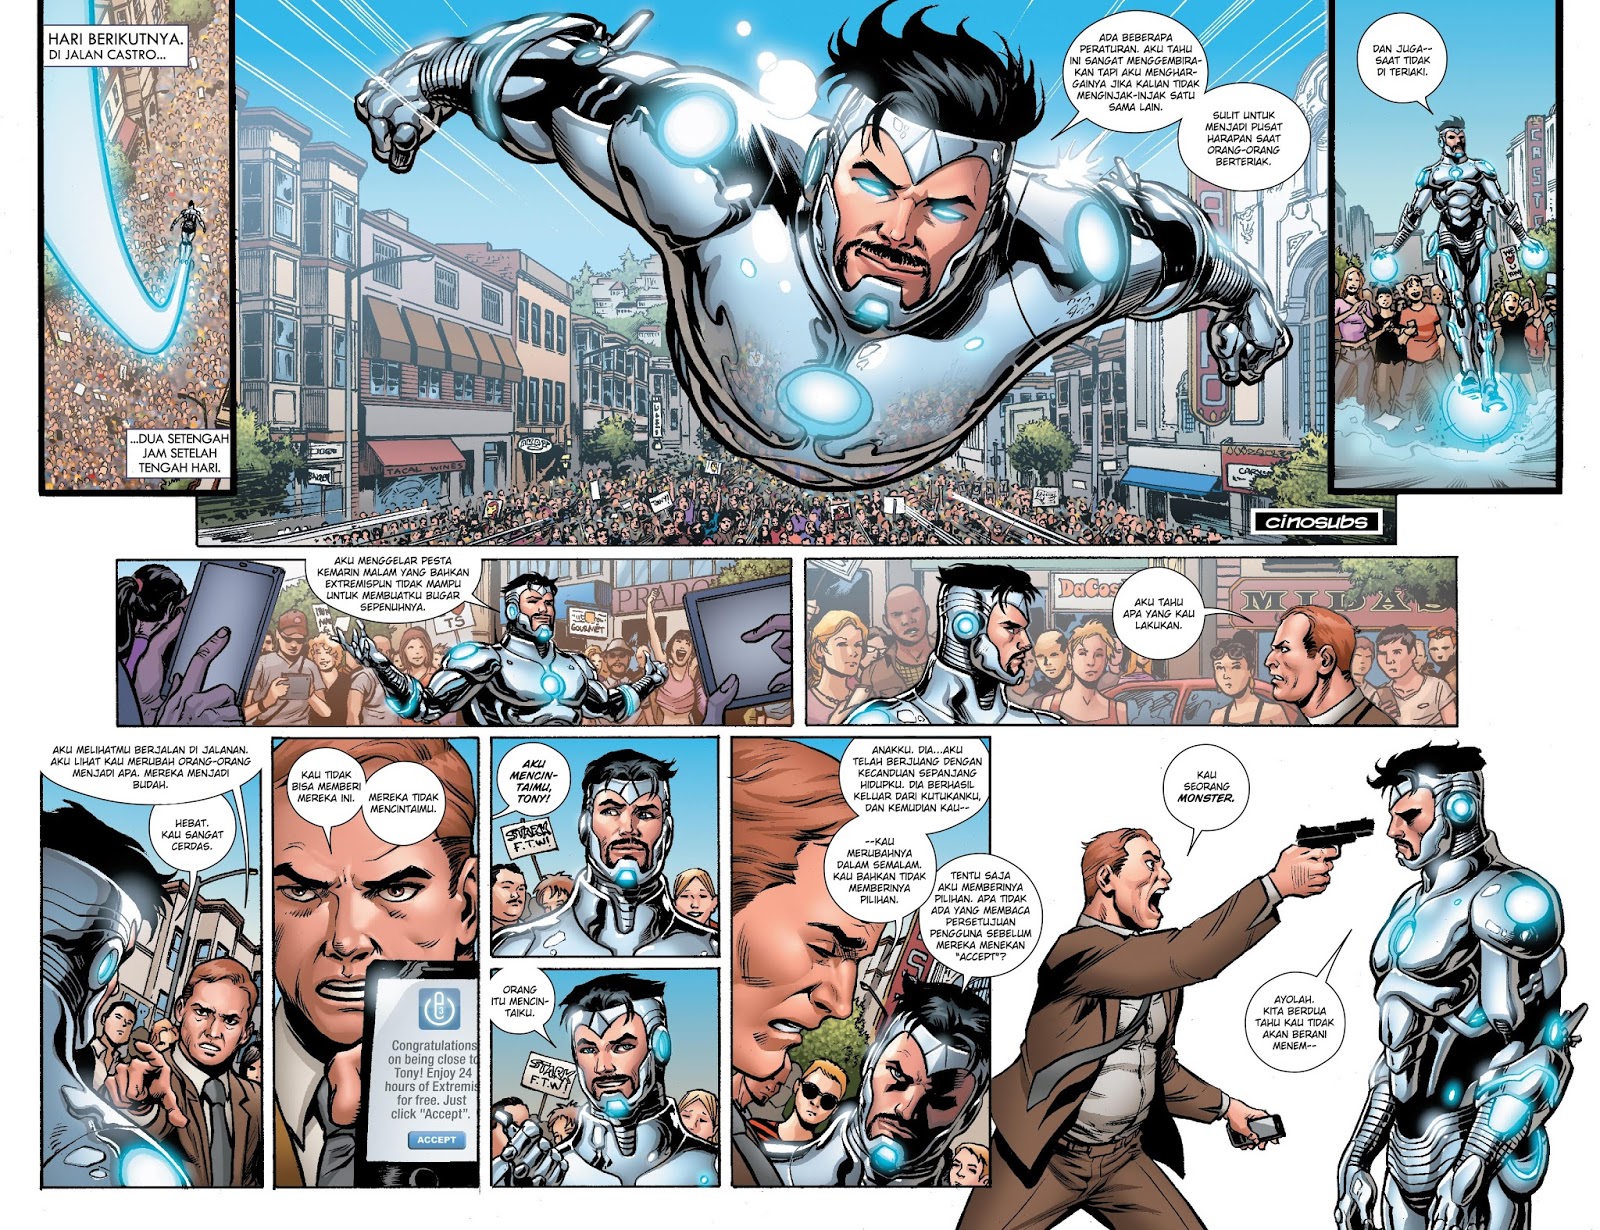 HARI BERIKUTNYA.
DI JALAN CASTRO...
...DUA SETENGAH
JAM SETELAH
TENGAH HARI.
ADA BEBERAPA
PERATURAN. AKU TAHU
INI SANGAT MENGGEMBIRA-
KAN TAPI AKU MENGHAR-
GAINYA JIKA KALIAN TIDAK
MENGINJAK-INJAK SATU
SAMA LAIN.
SULIT UNTUK
MENJADI PUSAT
HARAPAN SAAT
ORANG-ORANG
BERTERIAK.
TACAL WINES
cinosubs
DAN JUGA--
SAAT TIDAK
DI TERIAKI.
AKU MENGGELAR PESTA
KEMARIN MALAM YANG BAHKAN
EXTREMISPUN TIDAK MAMPU
UNTUK MEMBUATKU BUGAR
SEPENUHNYA.
GOURMET
PRAD
TS
DaCos
MIDAS
AKU TAHU
APA YANG KAU
LAKUKAN.
AKU MELIHATMU BERJALAN DI JALANAN.
AKU LIHAT KAU MERUBAH ORANG-ORANG
MENJADI APA. MEREKA MENJADI
BUDAH.
HEBAT.
KAU SANGAT
CERDAS.
KAU TIDAK
BISA MEMBERI
MEREKA INI.
MEREKA TIDAK
MENCINTAIMU.
Congratulations
on being close to
Tony! Enjoy 24
hours of Extremis
for free. Just
click "Accept".
ACCEPT
AKU
MENCIN-
TAIMU,
TONY!
STARK
F.T.W!
ORANG
ITU MENCIN-
TAIKU.
STARK
F.T.W!
ANAKKU. DIA...AKU
TELAH BERJUANG DENGAN
KECANDUAN SEPANJANG
HIDUPKU. DIA BERHASIL
KELUAR DARI KUTUKANKU,
DAN KEMUDIAN KAU--
--KAU
MERUBAHNYA
DALAM SEMALAM.
KAU BAHKAN TIDAK
MEMBERINYA
PILIHAN.
TENTU SAJA
AKU MEMBERINYA
PILIHAN. APA TIDAK
ADA YANG MEMBACA
PERSETUJUAN
PENGGUNA SEBELUM
MEREKA MENEKAN
"ACCEPT"?
KAU
SEORANG
MONSTER.
AYOLAH.
KITA BERDUA
TAHU KAU TIDAK
AKAN BERANI
MENEM--